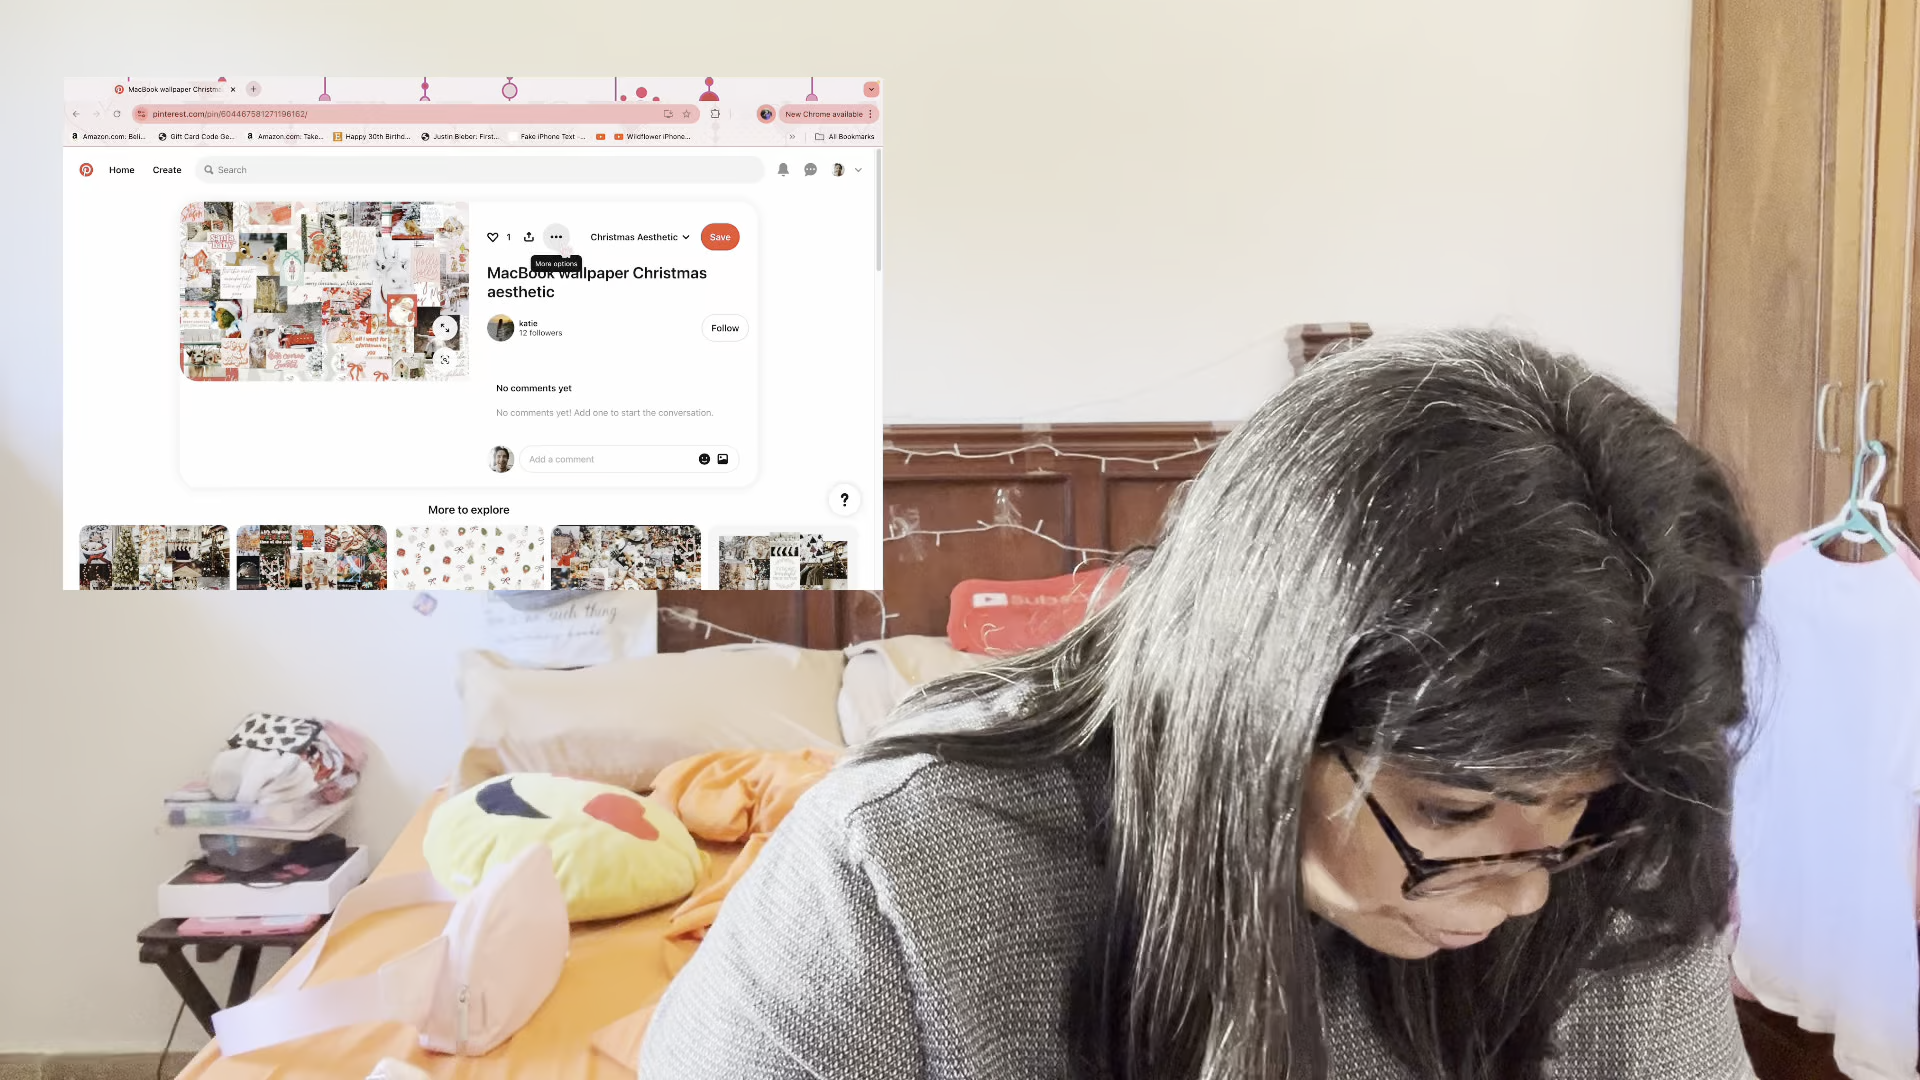 MacBook wallpaper Christma
pinterest.com/pin/604467581271196162/
New Chrome available
Amazon.com: Beli...
Gift Card Code Ge...
Amazon.com: Take...
Happy 30th Birthd...
Justin Bieber: First...
Fake iPhone Text -...
Wildflower iPhone...
»
All Bookmarks
Home
Create
Search
1
Christmas Aesthetic
Save
More options
MacBook wallpaper Christmas
aesthetic
katie
12 followers
Follow
No comments yet
No comments yet! Add one to start the conversation.
Add a comment
?
More to explore
such thing